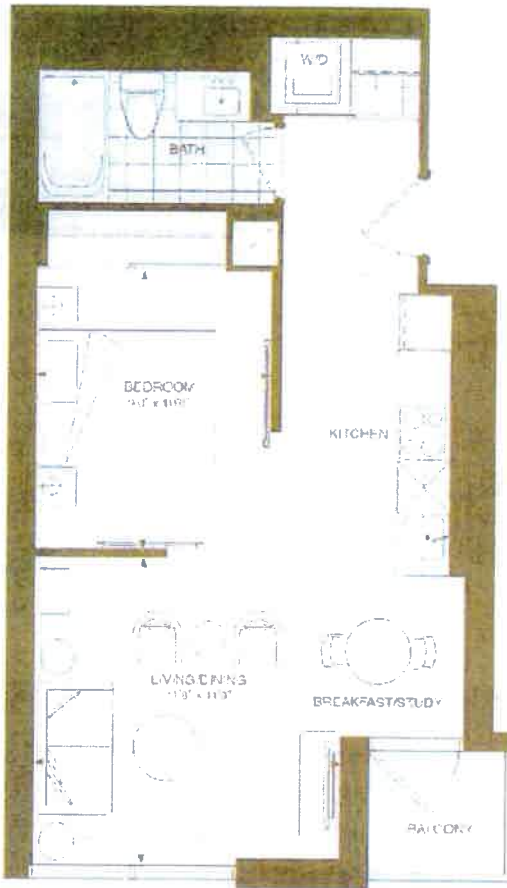 W/D
BATH
BEDROOM
KITCHEN
LIVING/DINING
BREAKFAST/STUDY
BALCONY